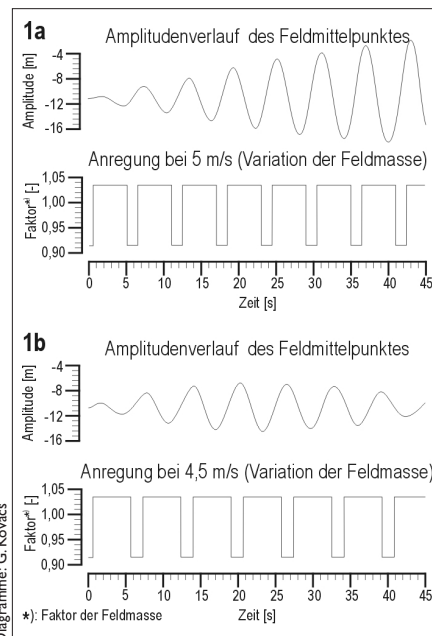 1a
Amplitudenverlauf des Feldmittelpunktes
Amplitude [m]
-4
-8
-12
-16
Anregung bei 5 m/s (Variation der Feldmasse)
Faktor*) [-]
1,05
1,00
0,95
0,90
0 5 10 15 20 25 30 35 40 45
Zeit [s]
1b
Amplitudenverlauf des Feldmittelpunktes
Amplitude [m]
-4
-8
-12
-16
Anregung bei 4,5 m/s (Variation der Feldmasse)
Faktor*) [-]
1,05
1,00
0,95
0,90
0 5 10 15 20 25 30 35 40 45
*): Faktor der Feldmasse Zeit [s]
Diagramme: G. Kovacs